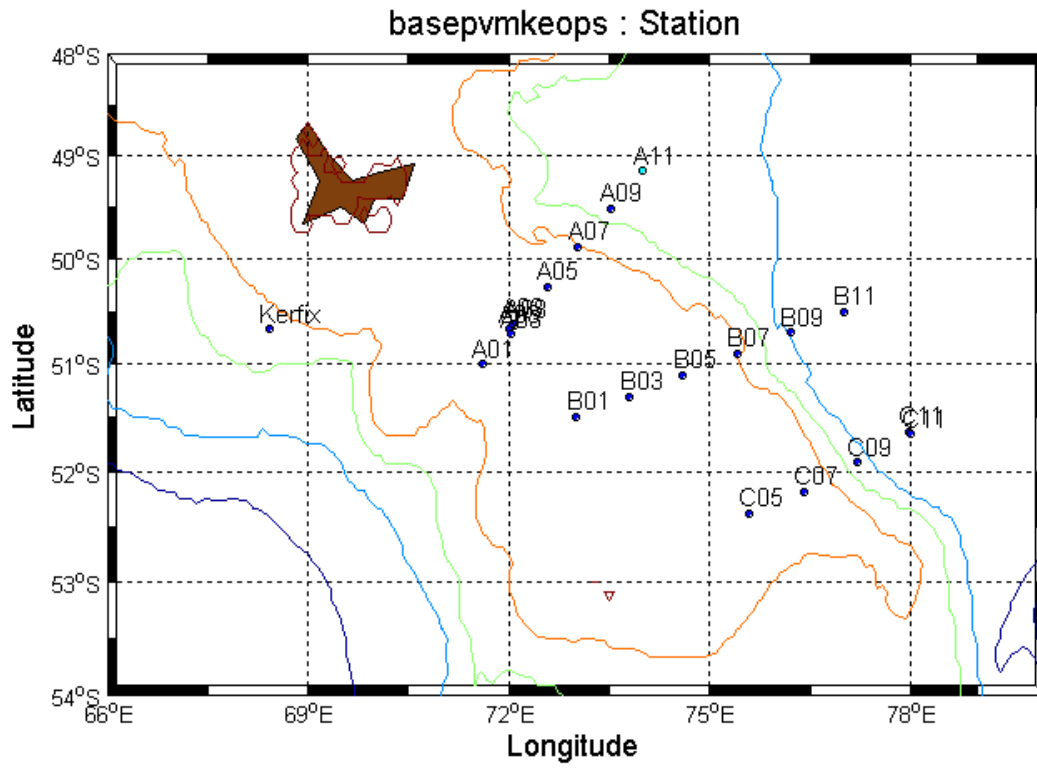 basepvmkeops : Station
48°S
49°S
50°S
51°S
52°S
53°S
54°S
Latitude
A11
A09
A07
A05
A01
Kerfix
B11
B09
B07
B05
B03
B01
C11
C09
C07
C05
66°E
69°E
72°E
75°E
78°E
Longitude